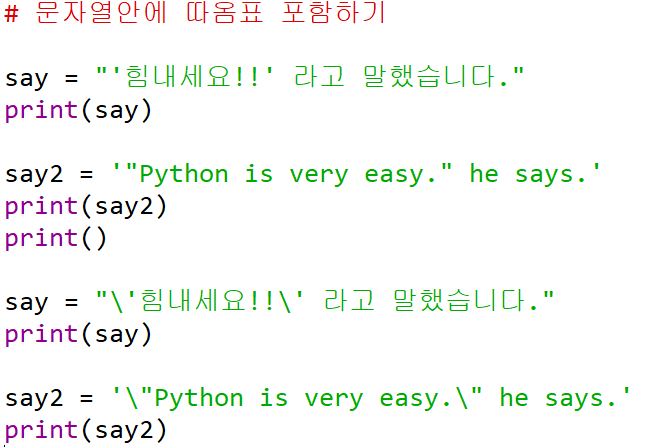 # 문자열안에 따옴표 포함하기
say = "'힘내세요!!' 라고 말했습니다."
print(say)
say2 = '"Python is very easy." he says.'
print(say2)
print()
say = "\'힘내세요!!\' 라고 말했습니다."
print(say)
say2 = '\"Python is very easy.\" he says.'
print(say2)